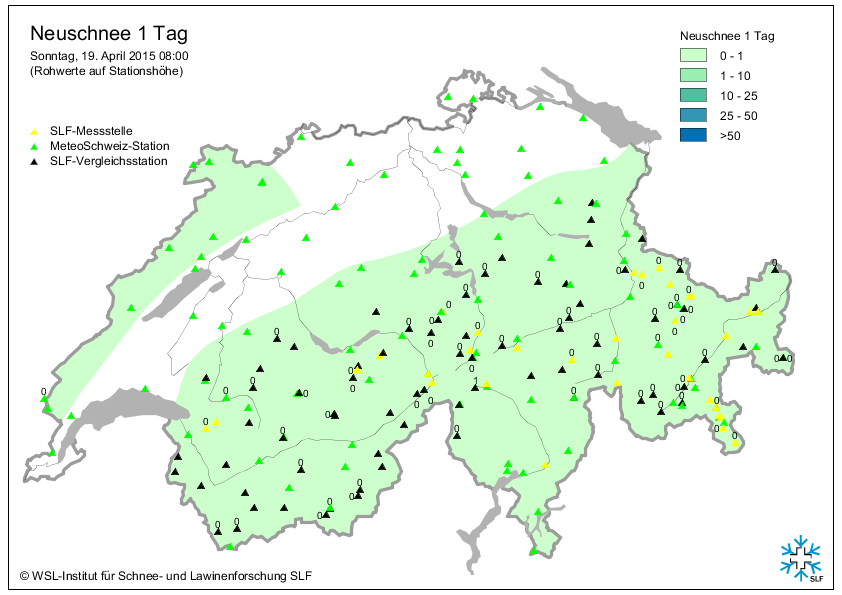 Neuschnee 1 Tag
Sonntag, 19. April 2015 08:00
(Rohwerte auf Stationshöhe)
SLF-Messstelle
MeteoSchweiz-Station
SLF-Vergleichsstation
Neuschnee 1 Tag
0 - 1
1 - 10
10 - 25
25 - 50
>50
© WSL-Institut für Schnee- und Lawinenforschung SLF
SLF